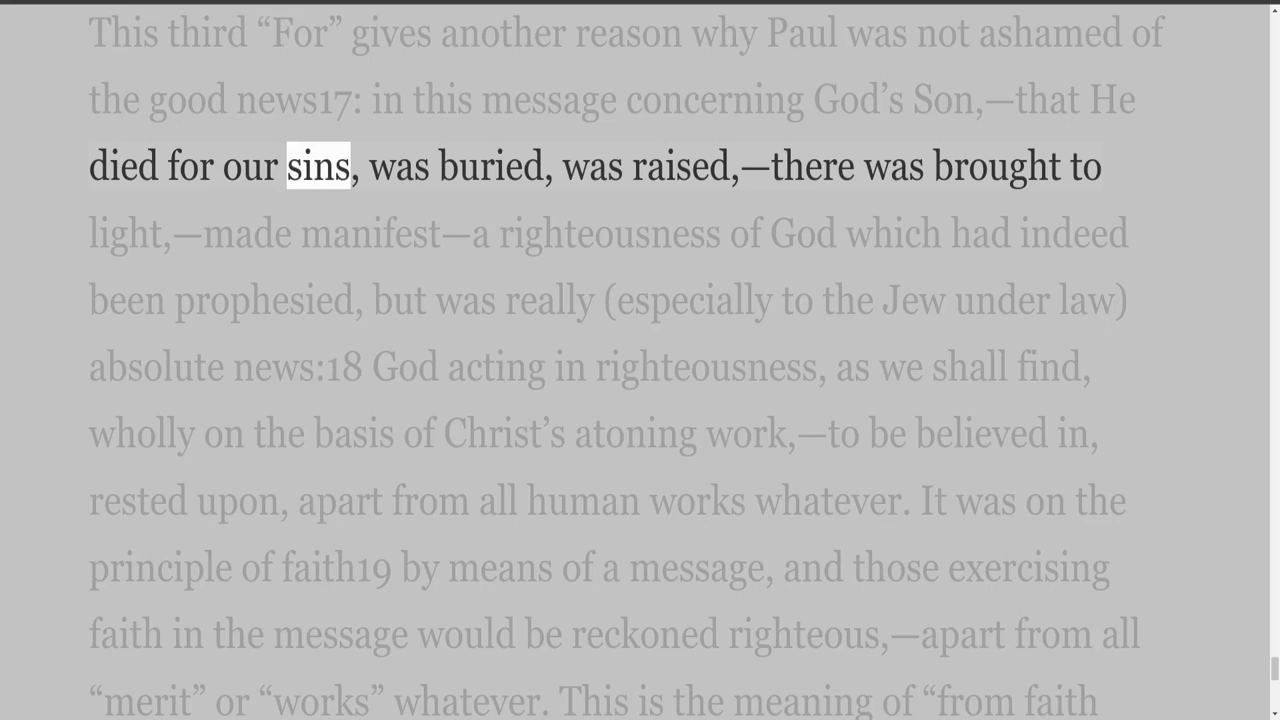 This third “For” gives another reason why Paul was not ashamed of
the good news17: in this message concerning God’s Son,—that He
died for our sins, was buried, was raised,—there was brought to
light,—made manifest—a righteousness of God which had indeed
been prophesied, but was really (especially to the Jew under law)
absolute news:18 God acting in righteousness, as we shall find,
wholly on the basis of Christ’s atoning work,—to be believed in,
rested upon, apart from all human works whatever. It was on the
principle of faith19 by means of a message, and those exercising
faith in the message would be reckoned righteous,—apart from all
“merit” or “works” whatever. This is the meaning of “from faith